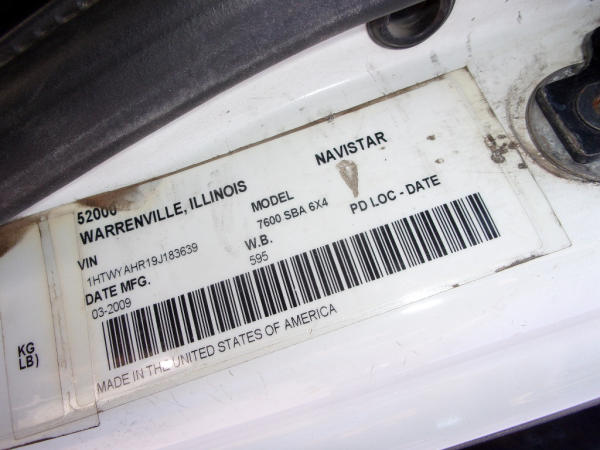 NAVISTAR
52000
WARRENVILLE, ILLINOIS
VIN
1HTWYAHR19J183639
MODEL
7600 SBA 6X4
PD LOC - DATE
DATE MFG.
03-2009
W.B.
595
MADE IN THE UNITED STATES OF AMERICA
KG
LB)